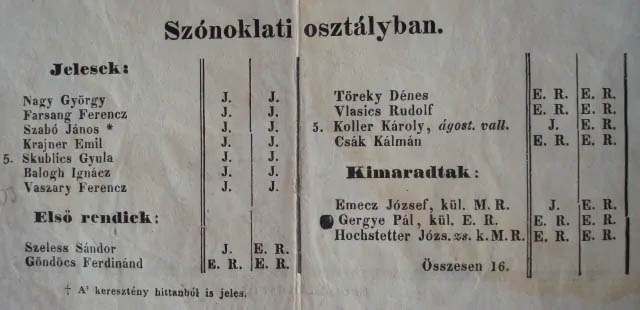 Szónoklati osztályban.
Jelesek:
Nagy György J. J.
Farsang Ferencz J. J.
Szabó János * J. J.
Krajner Emil J. J.
5. Skublics Gyula J. J.
Balogh Ignácz J. J.
Vaszary Ferencz J. J.
Első rendiek:
Szeless Sándor J. E. R.
Göndöcs Ferdinánd E. R. E. R.
† A' keresztény hittanból is jeles.
Töreky Dénes E. R. E. R.
Vlasics Rudolf E. R. E. R.
5. Koller Károly, ágost. vall. J. E. R.
Csák Kálmán E. R. E. R.
Kimaradtak:
Emecz József, kül. M. R. J. E. R.
Gergye Pál, kül. E. R. E. R. E. R.
Hochstetter Józs. zs. k. M. R. E. R. E. R.
Összesen 16.